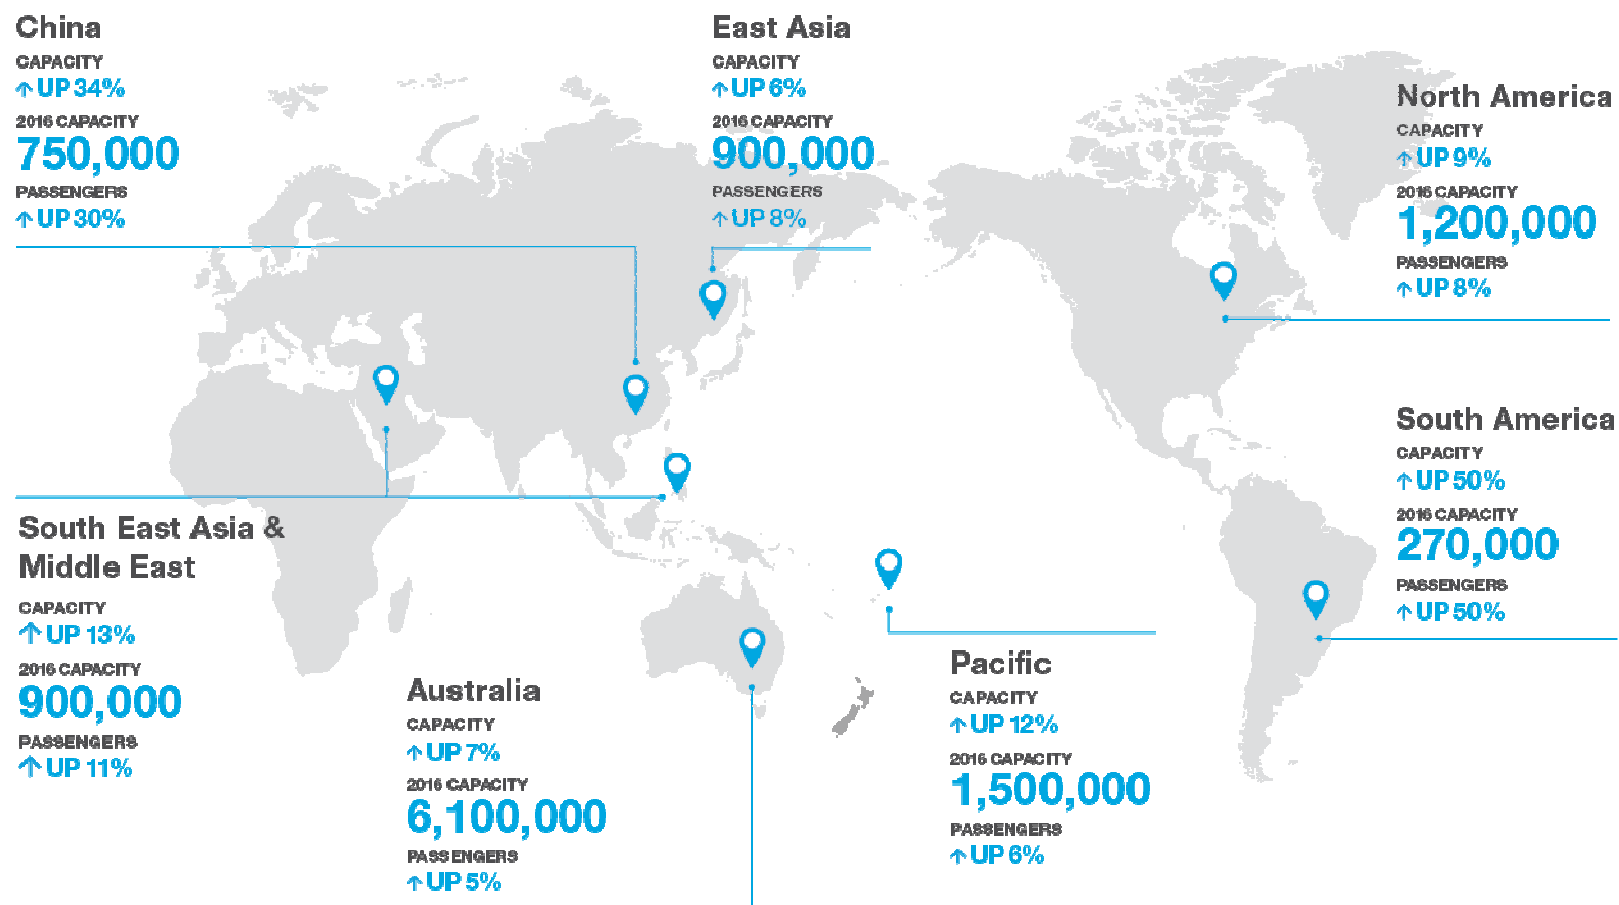 China
CAPACITY
↑ UP 34%
2016 CAPACITY
750,000
PASSENGERS
↑ UP 30%
East Asia
CAPACITY
↑ UP 6%
2016 CAPACITY
900,000
PASSENGERS
↑ UP 8%
North America
CAPACITY
↑ UP 9%
2016 CAPACITY
1,200,000
PASSENGERS
↑ UP 8%
South America
CAPACITY
↑ UP 50%
2016 CAPACITY
270,000
PASSENGERS
↑ UP 50%
South East Asia &
Middle East
CAPACITY
↑ UP 13%
2016 CAPACITY
900,000
PASSENGERS
↑ UP 11%
Australia
CAPACITY
↑ UP 7%
2016 CAPACITY
6,100,000
PASSENGERS
↑ UP 5%
Pacific
CAPACITY
↑ UP 12%
2016 CAPACITY
1,500,000
PASSENGERS
↑ UP 6%